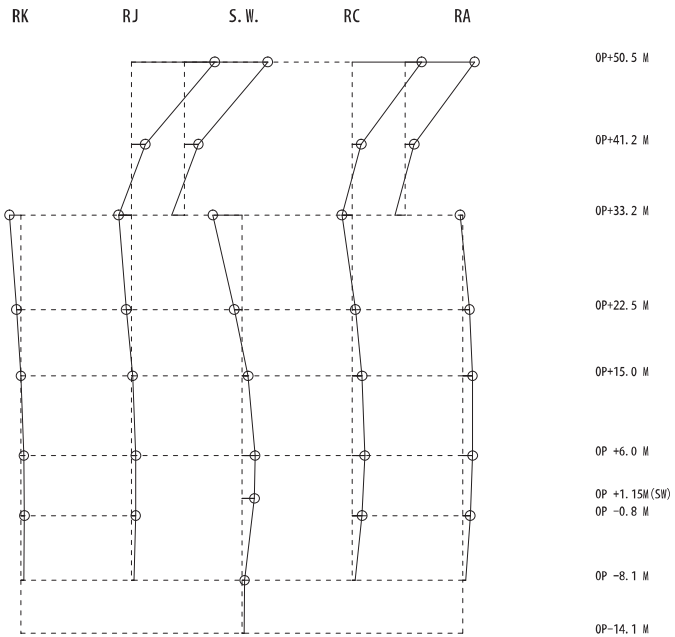 RK RJ S.W. RC RA
OP+50.5 M
OP+41.2 M
OP+33.2 M
OP+22.5 M
OP+15.0 M
OP +6.0 M
OP +1.15M(SW)
OP -0.8 M
OP -8.1 M
OP-14.1 M